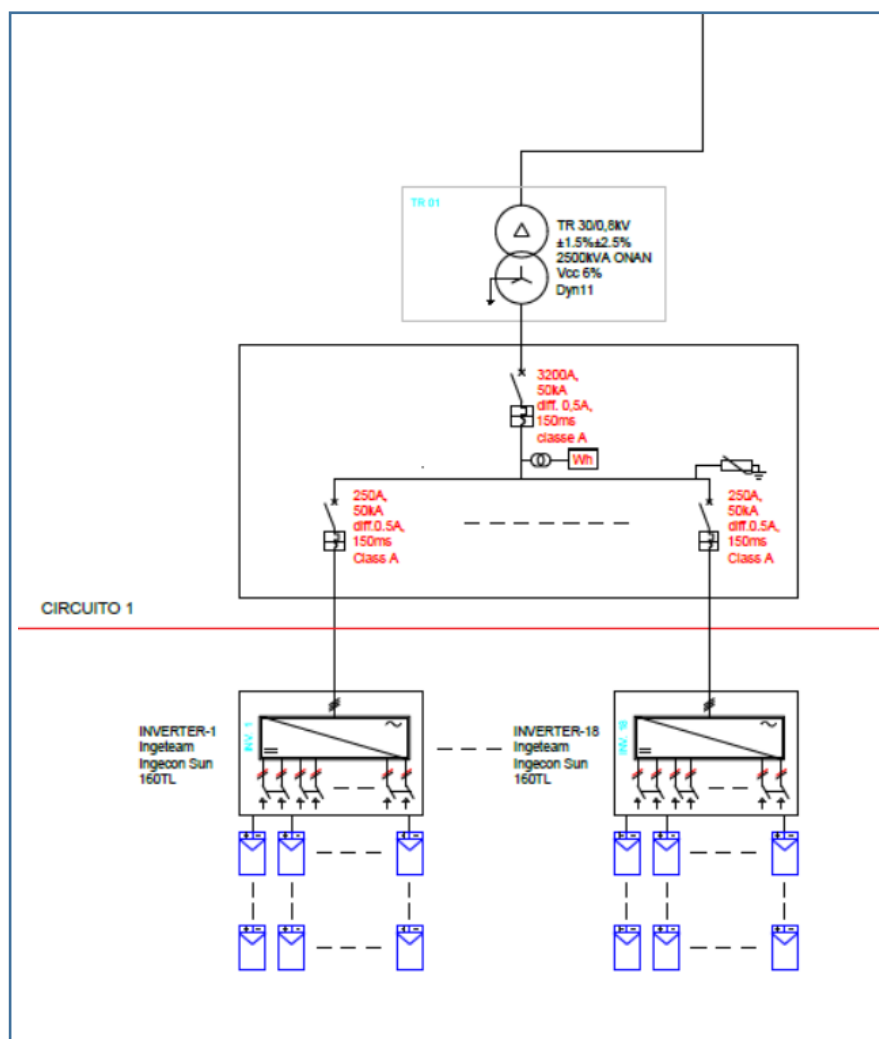 TR 01
TR 30/0,8kV
±1.5%±2.5%
2500kVA ONAN
Vcc 6%
Dyn11
3200A,
50kA
diff. 0,5A,
150ms
classe A
Wh
250A,
50kA
diff.0.5A,
150ms
Class A
250A,
50kA
diff.0.5A,
150ms
Class A
CIRCUITO 1
INVERTER-1
Ingeteam
Ingecon Sun
160TL
INV. 1
INVERTER-18
Ingeteam
Ingecon Sun
160TL
INV. 18